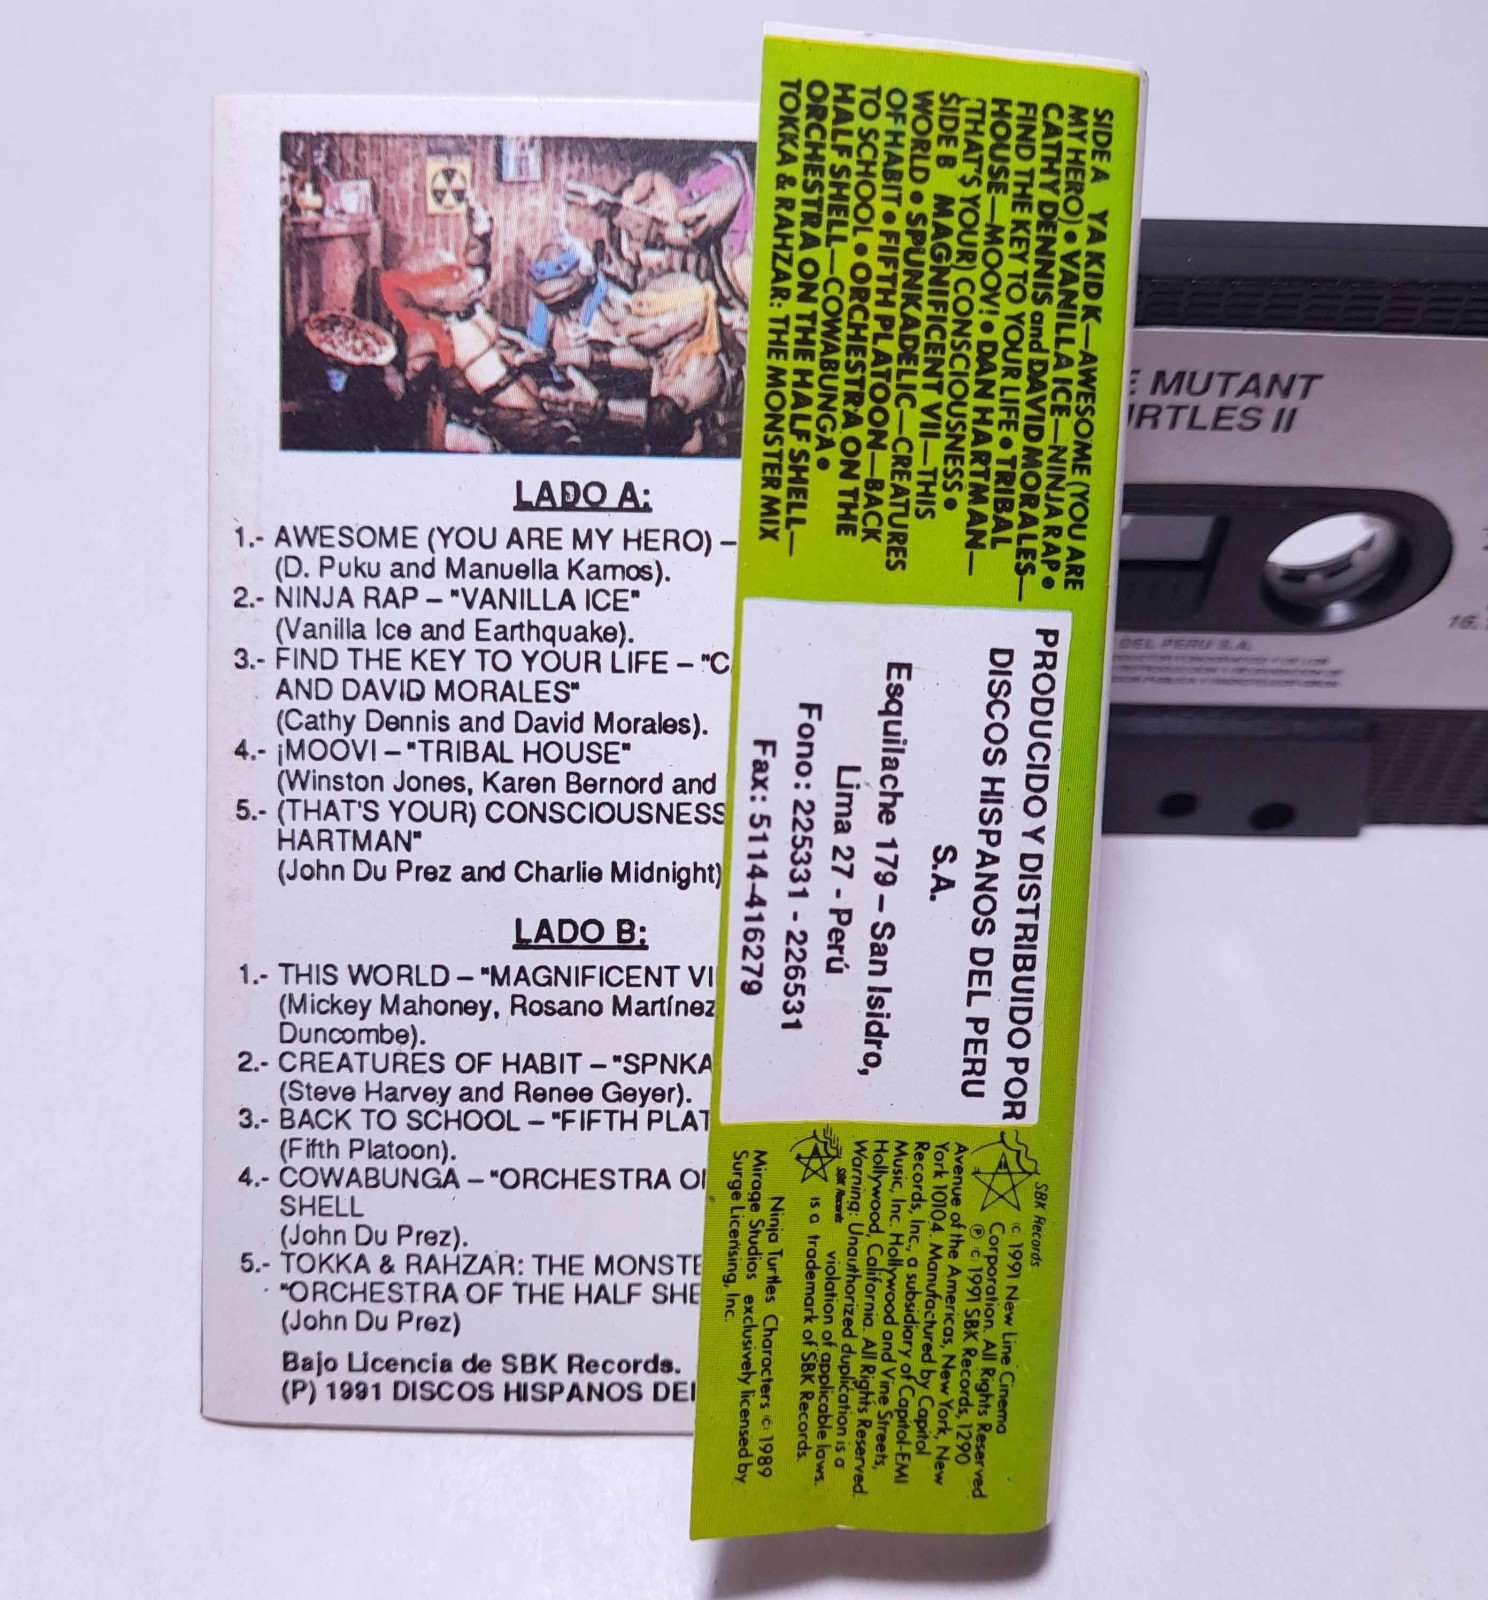 LADO A:
1.- AWESOME (YOU ARE MY HERO) –
(D. Puku and Manuella Kamos).
2.- NINJA RAP – "VANILLA ICE"
(Vanilla Ice and Earthquake).
3.- FIND THE KEY TO YOUR LIFE – "C
AND DAVID MORALES"
(Cathy Dennis and David Morales).
4.- ¡MOOV! – "TRIBAL HOUSE"
(Winston Jones, Karen Bernord and
5.- (THAT'S YOUR) CONSCIOUSNESS
HARTMAN"
(John Du Prez and Charlie Midnight)
LADO B:
1.- THIS WORLD – "MAGNIFICENT VI
(Mickey Mahoney, Rosano Martínez
Duncombe).
2.- CREATURES OF HABIT – "SPNKA
(Steve Harvey and Renee Geyer).
3.- BACK TO SCHOOL – "FIFTH PLAT
(Fifth Platoon).
4.- COWABUNGA – "ORCHESTRA O
SHELL
(John Du Prez).
5.- TOKKA & RAHZAR: THE MONSTE
"ORCHESTRA OF THE HALF SHE
(John Du Prez)
Bajo Licencia de SBK Records.
(P) 1991 DISCOS HISPANOS DE
SIDE A YA KID K—AWESOME (YOU ARE
MY HERO) • VANILLA ICE—NINJA RAP •
CATHY DENNIS and DAVID MORALES—
FIND THE KEY TO YOUR LIFE • TRIBAL
HOUSE—MOOV! • DAN HARTMAN—
(THAT'S YOUR) CONSCIOUSNESS •
SIDE B MAGNIFICENT VII—THIS
WORLD • SPUNKADELIC—CREATURES
OF HABIT • FIFTH PLATOON—BACK
TO SCHOOL • ORCHESTRA ON THE
HALF SHELL—COWABUNGA •
ORCHESTRA ON THE HALF SHELL—
TOKKA & RAHZAR: THE MONSTER MIX
PRODUCIDO Y DISTRIBUIDO POR
DISCOS HISPANOS DEL PERU
S.A.
Esquilache 179 – San Isidro,
Lima 27 - Perú
Fono: 225331 - 226531
Fax: 5114-416279
SBK Records
© 1991 New Line Cinema
Corporation. All Rights Reserved
℗ © 1991 SBK Records, 1290
Avenue of the Americas, New York, New
York 10104. Manufactured by Capitol
Records, Inc., a subsidiary of Capitol-EMI
Music, Inc. Hollywood and Vine Streets,
Hollywood, California. All Rights Reserved.
Warning: Unauthorized duplication is a
violation of applicable laws.
SBK Records is a trademark of SBK Records.
Ninja Turtles Characters © 1989
Mirage Studios exclusively licensed by
Surge Licensing, Inc.
E MUTANT
URTLES II
DEL PERU S.A.
16.